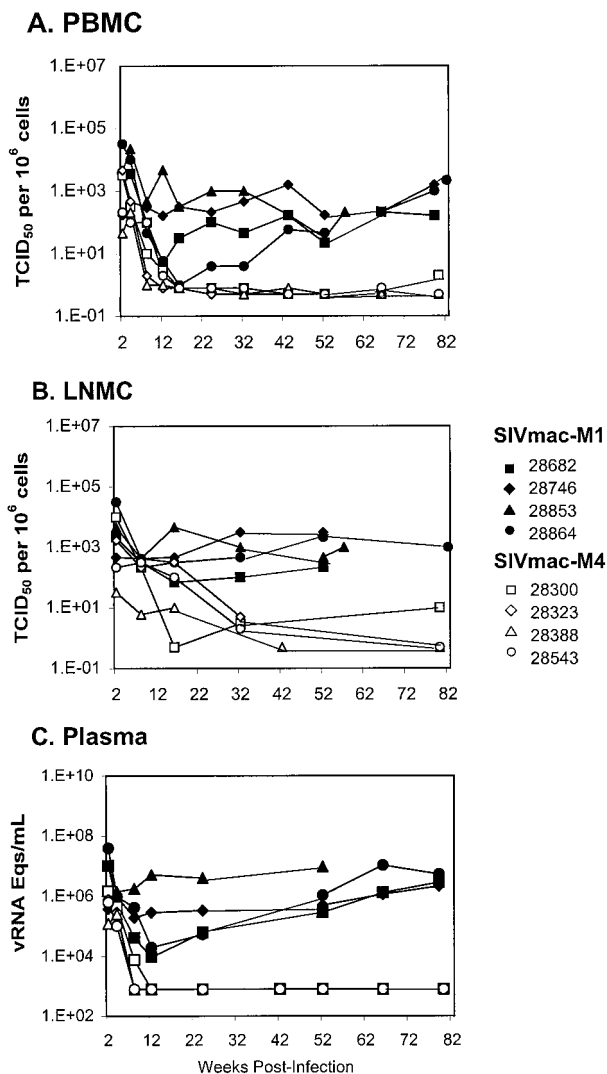 A. PBMC
TCID50 per 10^6 cells
1.E+07
1.E+05
1.E+03
1.E+01
1.E-01
2 12 22 32 42 52 62 72 82
B. LNMC
TCID50 per 10^6 cells
1.E+07
1.E+05
1.E+03
1.E+01
1.E-01
2 12 22 32 42 52 62 72 82
SIVmac-M1
28682
28746
28853
28864
SIVmac-M4
28300
28323
28388
28543
C. Plasma
vRNA Eqs/mL
1.E+10
1.E+08
1.E+06
1.E+04
1.E+02
2 12 22 32 42 52 62 72 82
Weeks Post-Infection